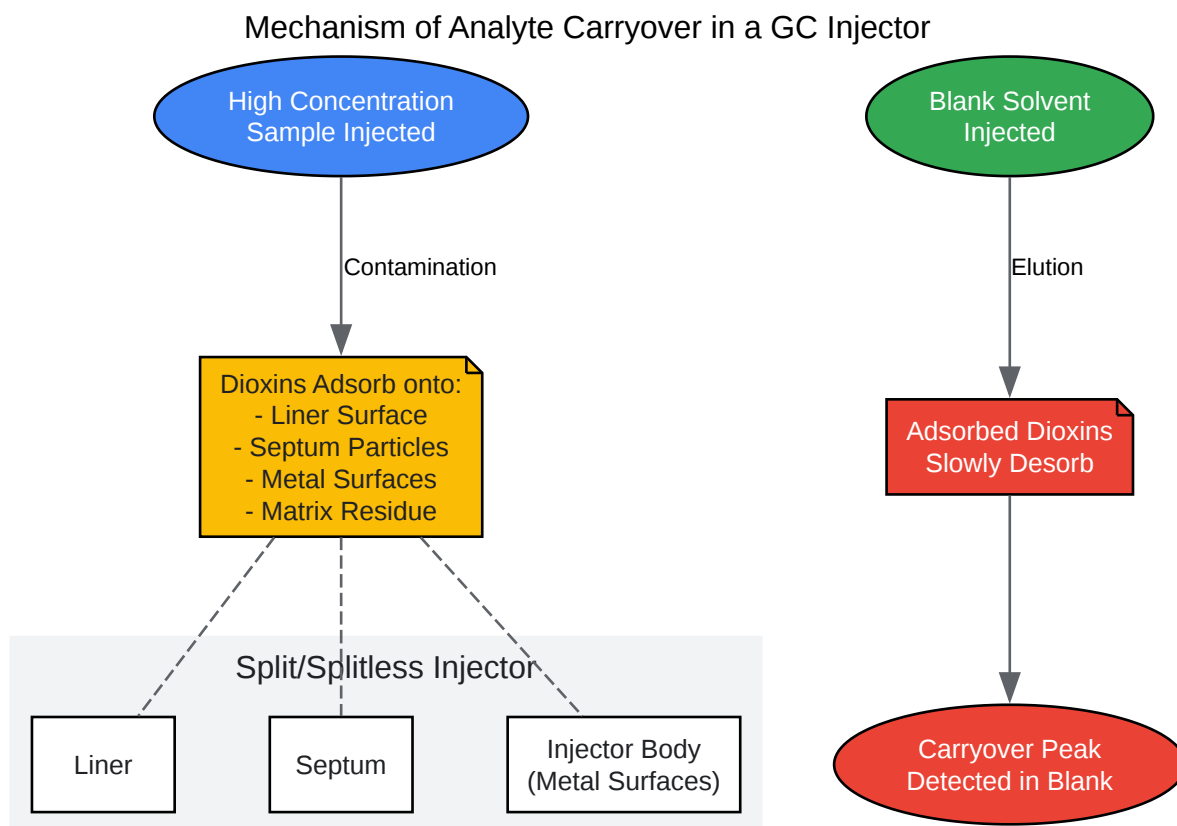 Mechanism of Analyte Carryover in a GC Injector
High Concentration
Sample Injected
Contamination
Dioxins Adsorb onto:
- Liner Surface
- Septum Particles
- Metal Surfaces
- Matrix Residue
Split/Splitless Injector
Liner
Septum
Injector Body
(Metal Surfaces)
Blank Solvent
Injected
Elution
Adsorbed Dioxins
Slowly Desorb
Carryover Peak
Detected in Blank